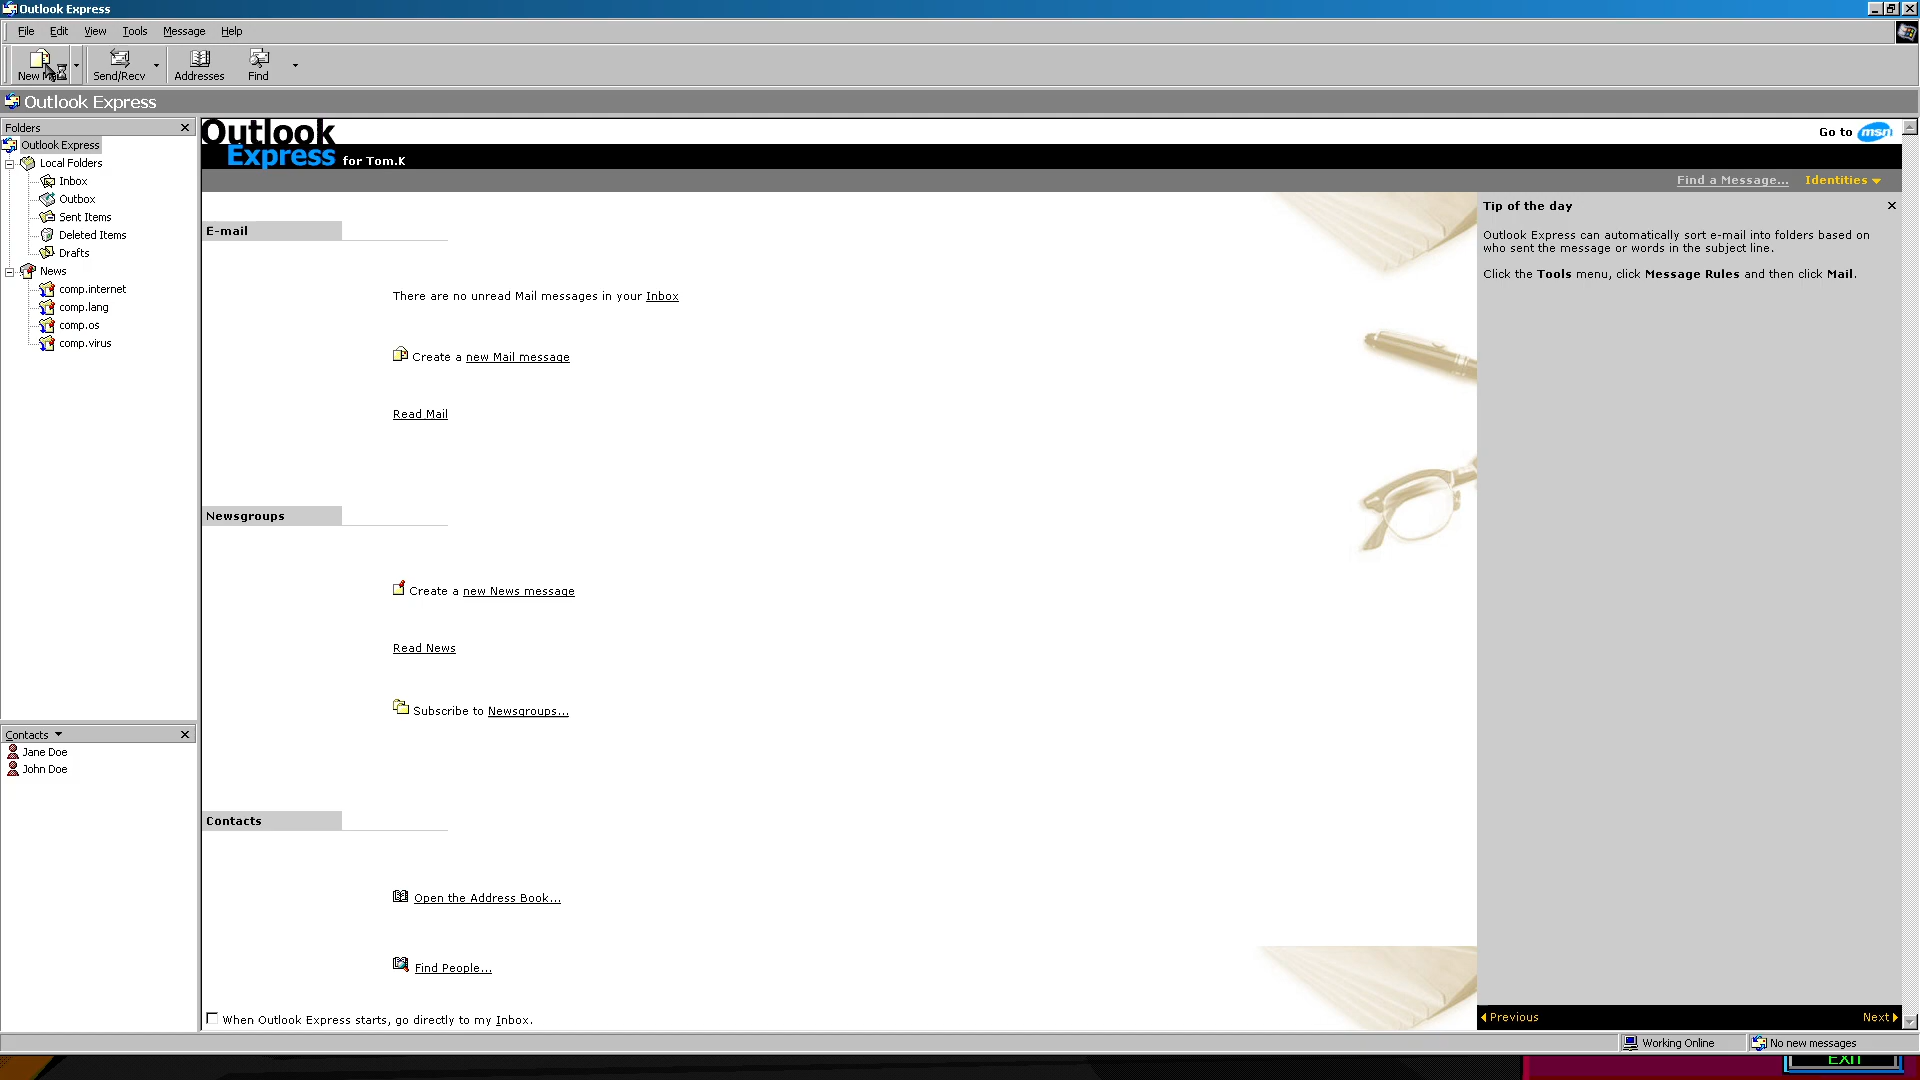 Outlook Express
File Edit View Tools Message Help
New Send/Recv Addresses Find
Outlook Express
Folders
Outlook Express
Local Folders
Inbox
Outbox
Sent Items
Deleted Items
Drafts
News
comp.internet
comp.lang
comp.os
comp.virus
Contacts
Jane Doe
John Doe
Outlook
Express for Tom.K
Go to msn
Find a Message... Identities
E-mail
There are no unread Mail messages in your Inbox
Create a new Mail message
Read Mail
Newsgroups
Create a new News message
Read News
Subscribe to Newsgroups...
Contacts
Open the Address Book...
Find People...
When Outlook Express starts, go directly to my Inbox.
Tip of the day
Outlook Express can automatically sort e-mail into folders based on
who sent the message or words in the subject line.
Click the Tools menu, click Message Rules and then click Mail.
Previous Next
Working Online No new messages
EXIT